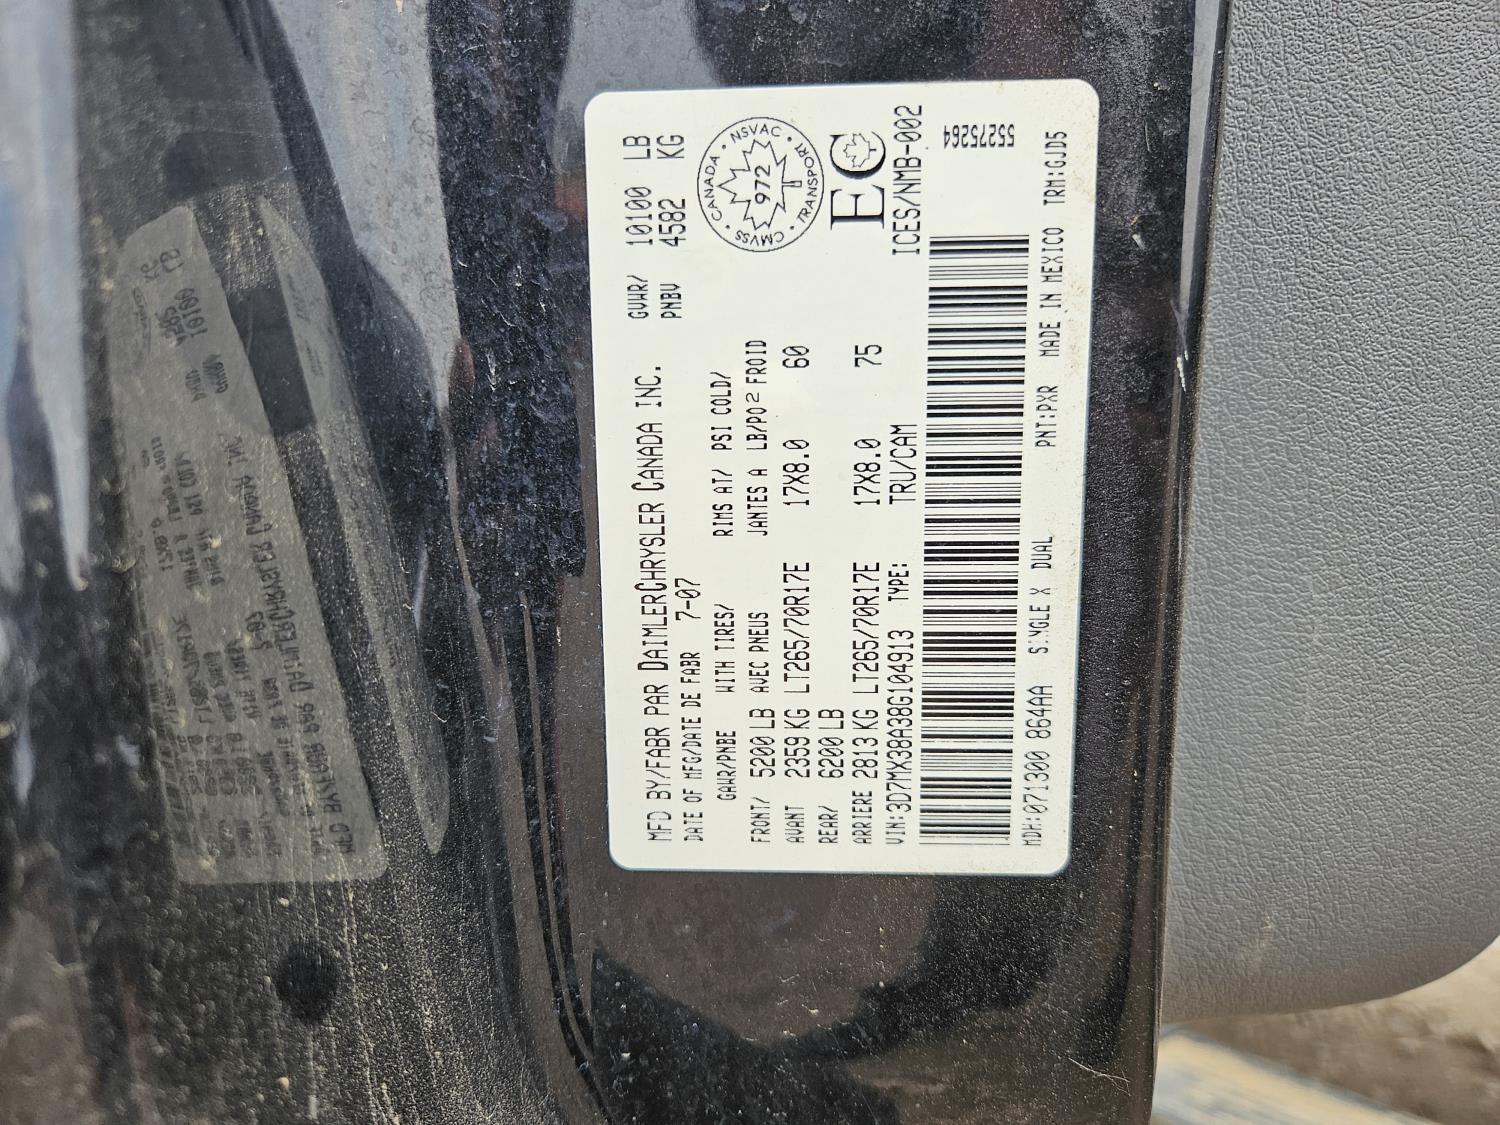 MFD BY/FABR PAR DAIMLERCHRYSLER CANADA INC.
GVWR/ 10100 LB
PNBV 4582 KG
DATE OF MFG/DATE DE FABR 7-07
GAWR/PNBE WITH TIRES/ RIMS AT/ PSI COLD/
FRONT/ 5200 LB AVEC PNEUS JANTES A LB/PO2 FROID
AVANT 2359 KG LT265/70R17E 17X8.0 60
REAR/ 6200 LB
ARRIERE 2813 KG LT265/70R17E 17X8.0 75
VIN:3D7MX38A38G104913 TYPE: TRU/CAM
CANADA • NSVAC • TRANSPORT • CMVSS •
972
EC
ICES/NMB-002
55275264
MDH:071300 864AA SINGLE X DUAL PNT:PXR MADE IN MEXICO TRM:GJD5